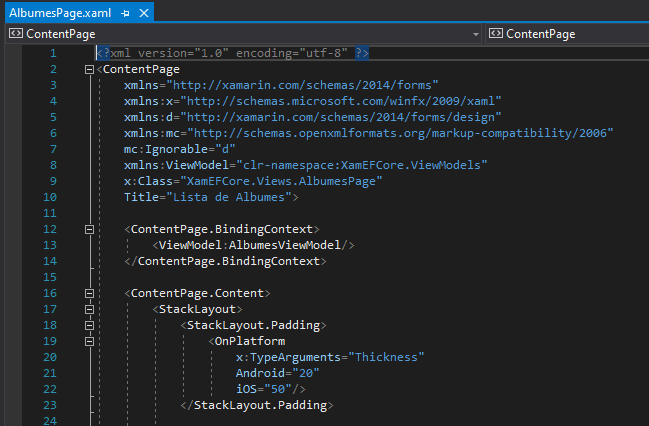 AlbumesPage.xaml
ContentPage ContentPage
1 <?xml version="1.0" encoding="utf-8" ?>
2 <ContentPage
3 xmlns="http://xamarin.com/schemas/2014/forms"
4 xmlns:x="http://schemas.microsoft.com/winfx/2009/xaml"
5 xmlns:d="http://xamarin.com/schemas/2014/forms/design"
6 xmlns:mc="http://schemas.openxmlformats.org/markup-compatibility/2006"
7 mc:Ignorable="d"
8 xmlns:ViewModel="clr-namespace:XamEFCore.ViewModels"
9 x:Class="XamEFCore.Views.AlbumesPage"
10 Title="Lista de Albumes">
11
12 <ContentPage.BindingContext>
13 <ViewModel:AlbumesViewModel/>
14 </ContentPage.BindingContext>
15
16 <ContentPage.Content>
17 <StackLayout>
18 <StackLayout.Padding>
19 <OnPlatform
20 x:TypeArguments="Thickness"
21 Android="20"
22 iOS="50"/>
23 </StackLayout.Padding>
24